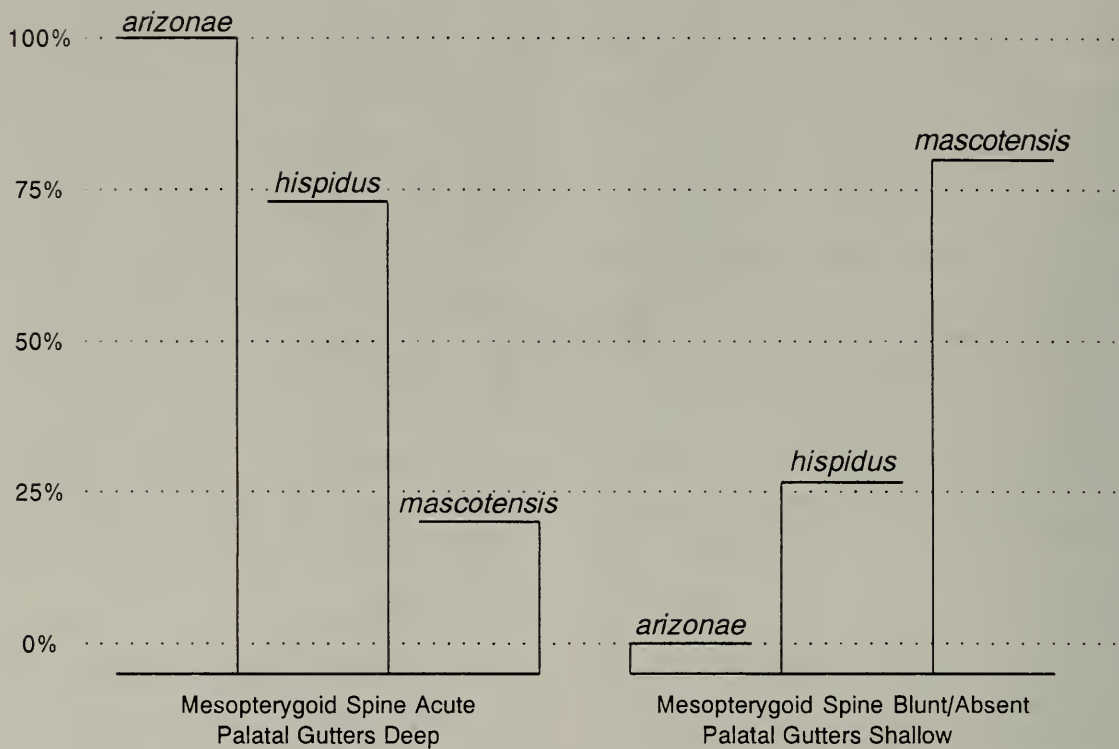 100%
arizonae
mascotensis
75%
hispidus
50%
hispidus
25%
mascotensis
arizonae
0%
Mesopterygoid Spine Acute
Palatal Gutters Deep
Mesopterygoid Spine Blunt/Absent
Palatal Gutters Shallow